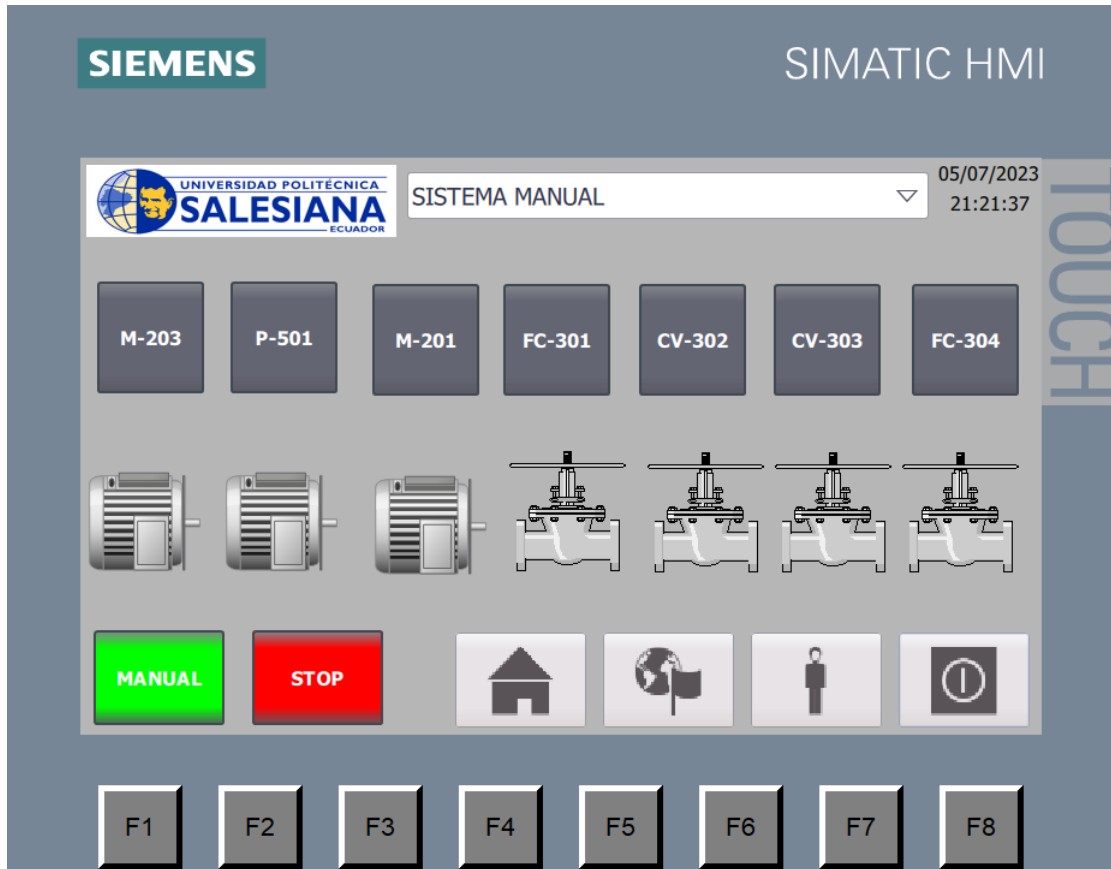 SIEMENS
SIMATIC HMI
UNIVERSIDAD POLITÉCNICA
SALESIANA
ECUADOR
SISTEMA MANUAL
05/07/2023
21:21:37
TOUCH
M-203
P-501
M-201
FC-301
CV-302
CV-303
FC-304
MANUAL
STOP
F1
F2
F3
F4
F5
F6
F7
F8